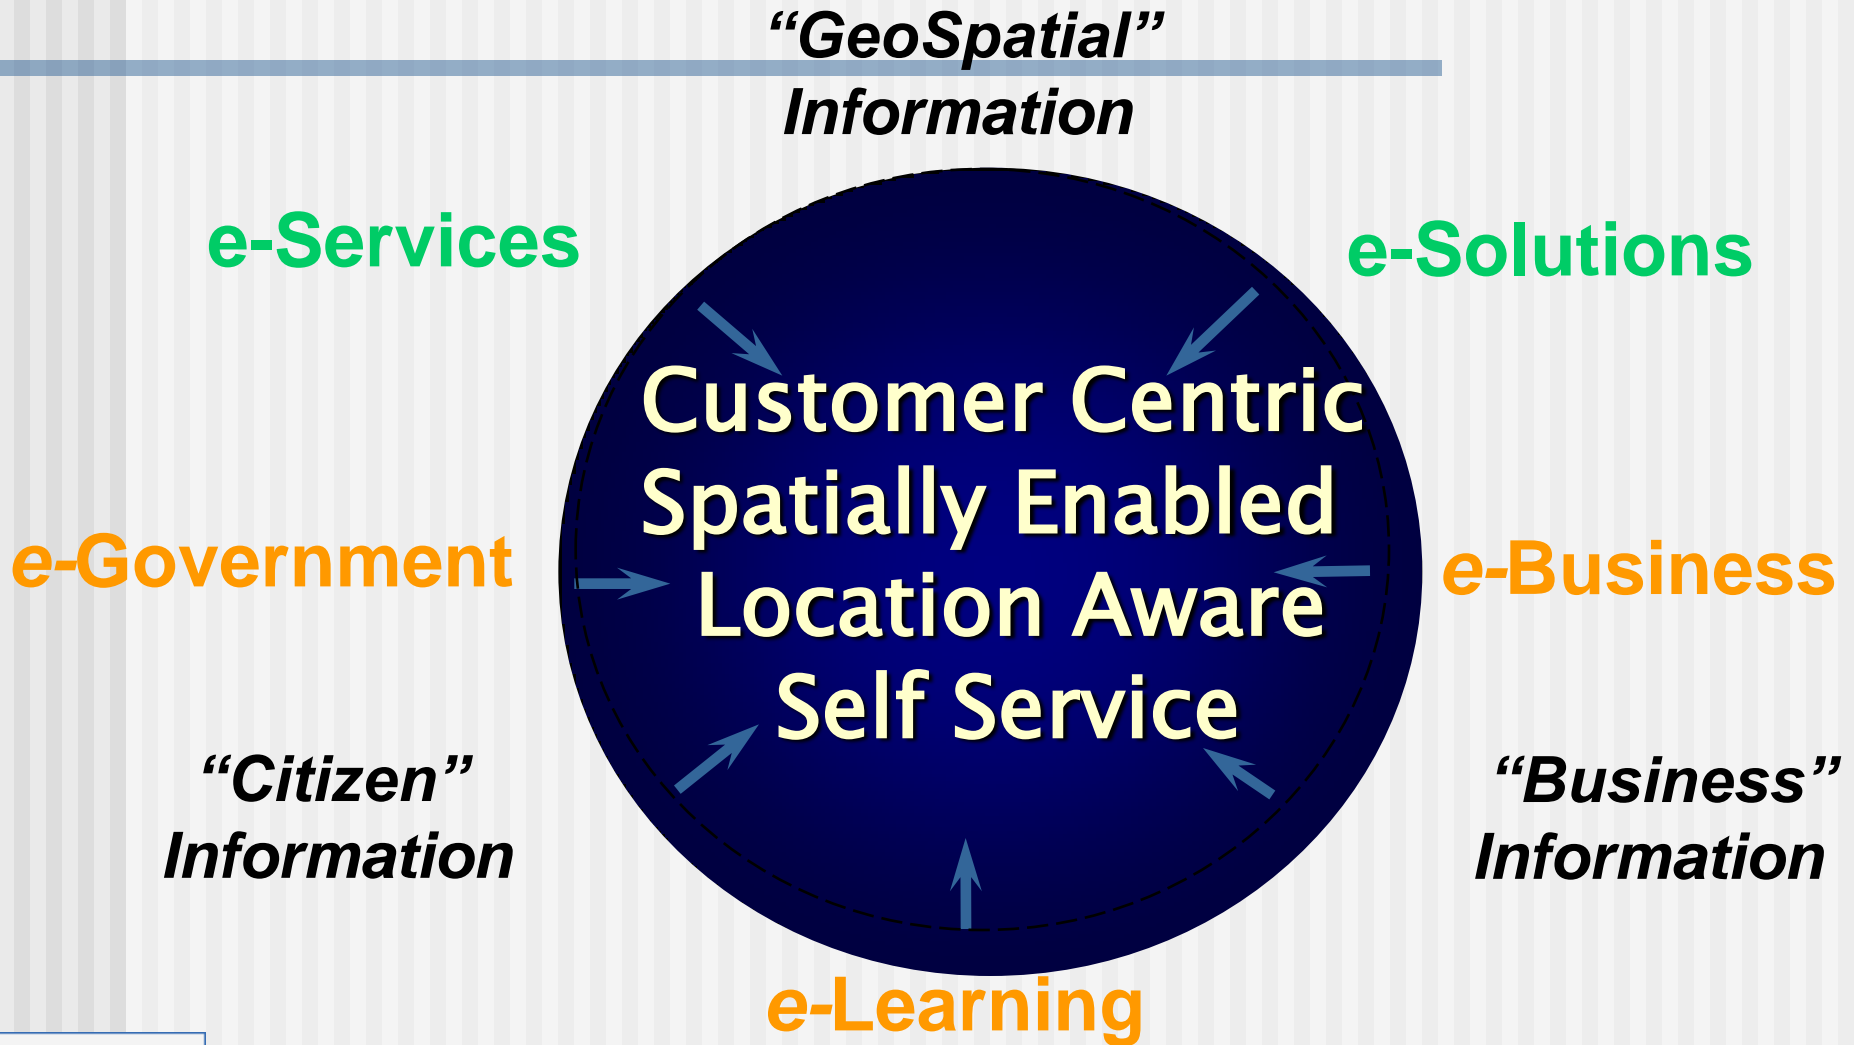 “GeoSpatial”
Information
e-Services
e-Solutions
Customer Centric
Spatially Enabled
Location Aware
Self Service
e-Government
e-Business
“Citizen”
Information
“Business”
Information
e-Learning